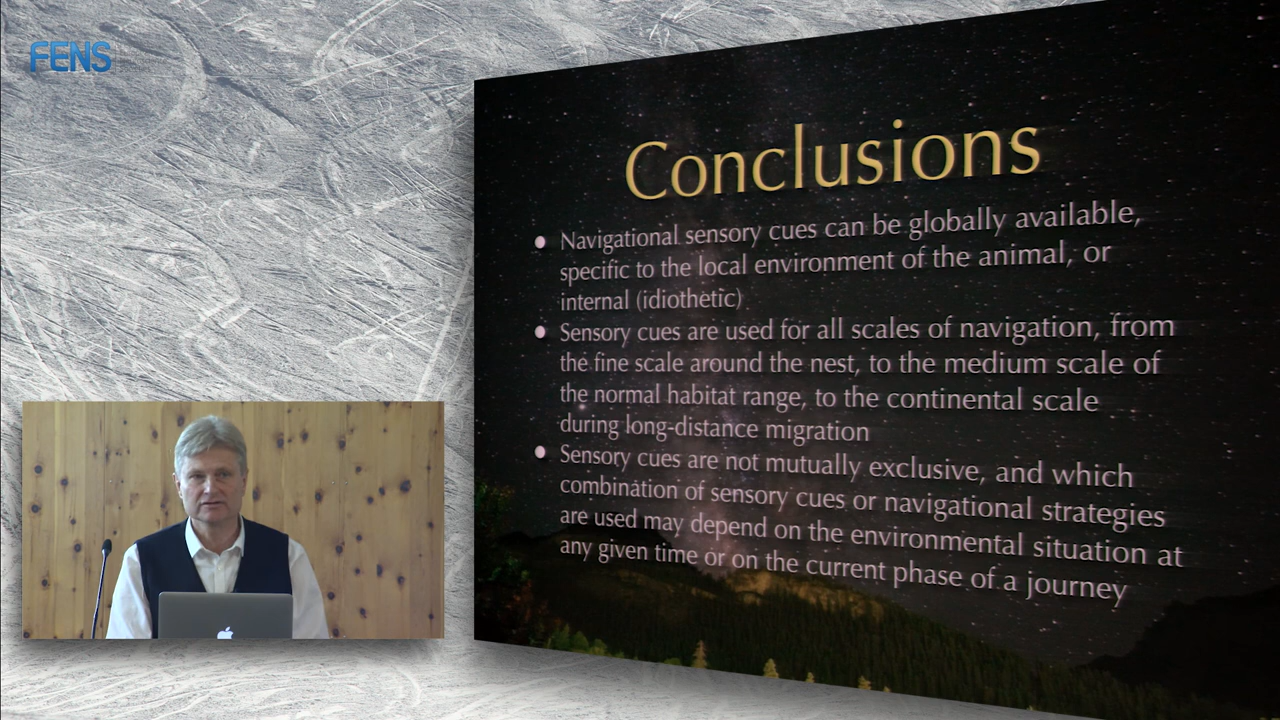 FENS
Conclusions
• Navigational sensory cues can be globally available,
specific to the local environment of the animal, or
internal (idiothetic)
• Sensory cues are used for all scales of navigation, from
the fine scale around the nest, to the medium scale of
the normal habitat range, to the continental scale
during long-distance migration
• Sensory cues are not mutually exclusive, and which
combination of sensory cues or navigational strategies
are used may depend on the environmental situation at
any given time or on the current phase of a journey